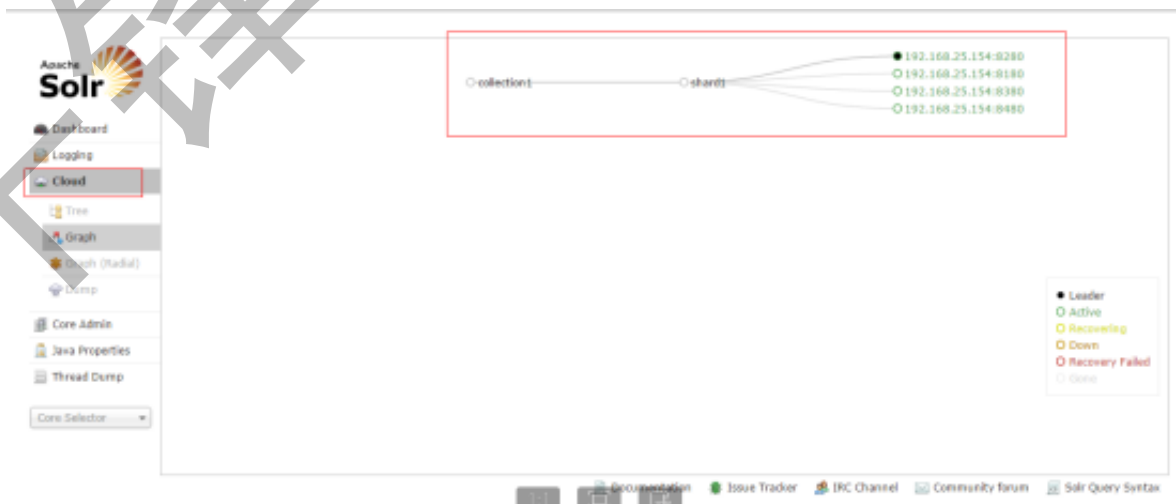 Apache
Solr
Dashboard
Logging
Cloud
Tree
Graph
Graph (Radial)
Dump
Core Admin
Java Properties
Thread Dump
Core Selector
collection1
shard1
192.168.25.154:8280
192.168.25.154:8180
192.168.25.154:8380
192.168.25.154:8480
Leader
Active
Recovering
Down
Recovery Failed
Gone
Documentation Issue Tracker IRC Channel Community forum Solr Query Syntax